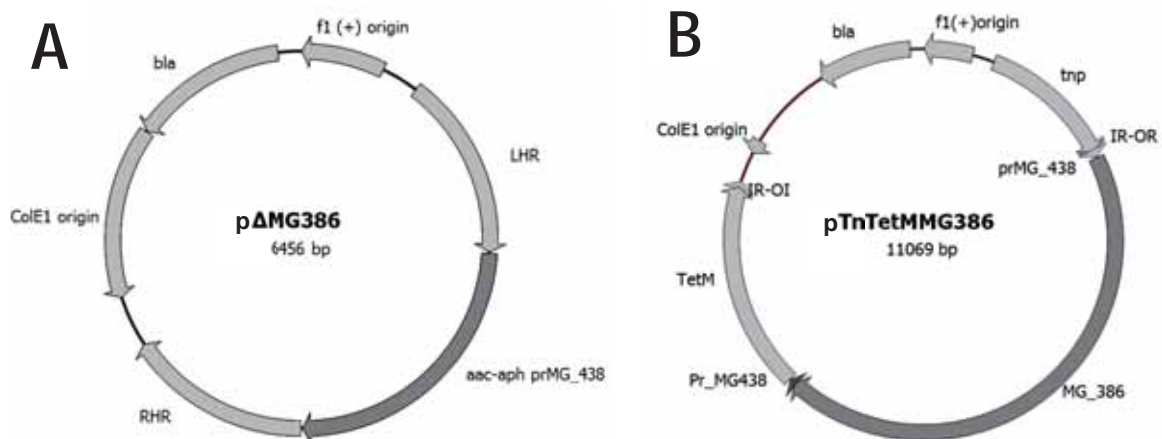 A
f1 (+) origin
bla
LHR
ColE1 origin
pΔMG386
6456 bp
aac-aph prMG_438
RHR
B
f1(+)origin
bla
tnp
ColE1 origin
IR-OR
prMG_438
IR-OI
pTnTetMMG386
11069 bp
TetM
Pr_MG438
MG_386